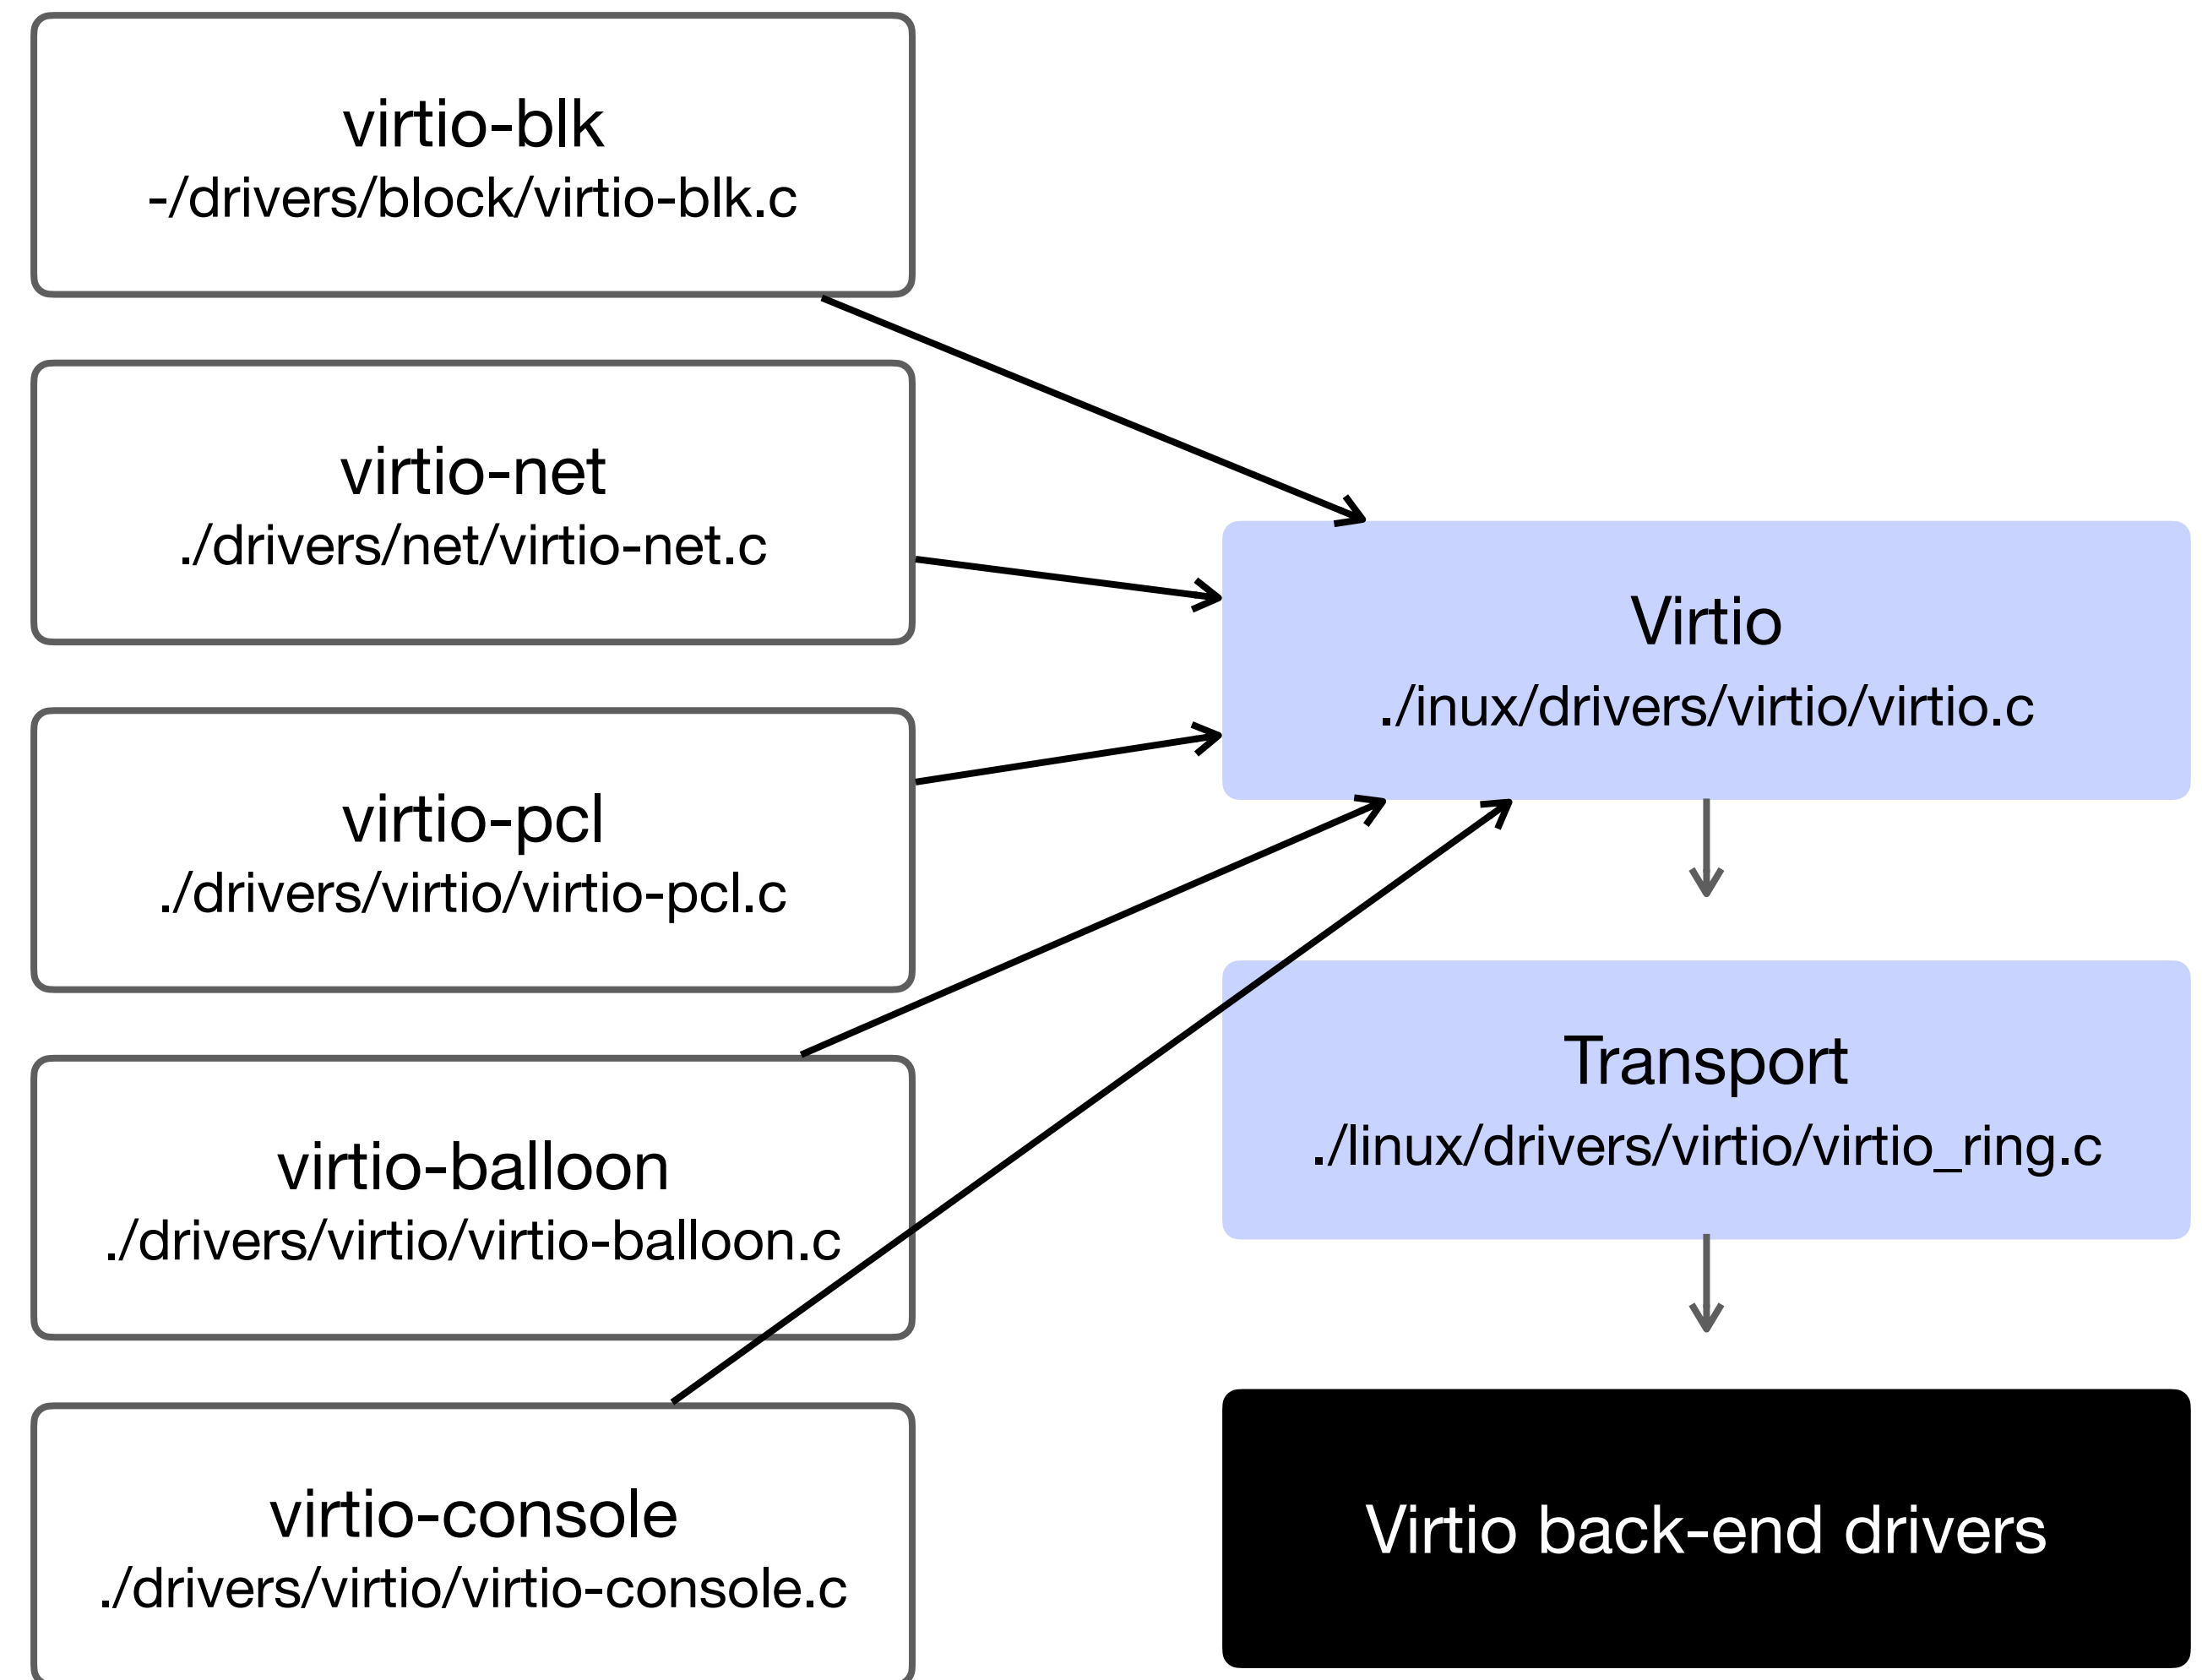 virtio-blk
-/drivers/block/virtio-blk.c
virtio-net
./drivers/net/virtio-net.c
virtio-pcl
./drivers/virtio/virtio-pcl.c
virtio-balloon
./drivers/virtio/virtio-balloon.c
virtio-console
./drivers/virtio/virtio-console.c
Virtio
./inux/drivers/virtio/virtio.c
Transport
./linux/drivers/virtio/virtio_ring.c
Virtio back-end drivers